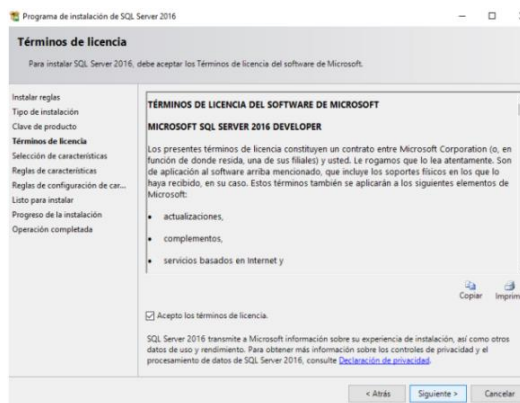 Programa de instalación de SQL Server 2016
Términos de licencia
Para instalar SQL Server 2016, debe aceptar los Términos de licencia del software de Microsoft.
Instalar reglas
Tipo de instalación
Clave de producto
Términos de licencia
Selección de características
Reglas de características
Reglas de configuración de car...
Listo para instalar
Progreso de la instalación
Operación completada
TÉRMINOS DE LICENCIA DEL SOFTWARE DE MICROSOFT
MICROSOFT SQL SERVER 2016 DEVELOPER
Los presentes términos de licencia constituyen un contrato entre Microsoft Corporation (o, en
función de donde resida, una de sus filiales) y usted. Le rogamos que lo lea atentamente. Son
de aplicación al software arriba mencionado, que incluye los soportes físicos en los que lo
haya recibido, en su caso. Estos términos también se aplicarán a los siguientes elementos de
Microsoft:
• actualizaciones,
• complementos,
• servicios basados en Internet y
Copiar Imprim
Acepto los términos de licencia.
SQL Server 2016 transmite a Microsoft información sobre su experiencia de instalación, así como otros
datos de uso y rendimiento. Para obtener más información sobre los controles de privacidad y el
procesamiento de datos de SQL Server 2016, consulte Declaración de privacidad.
< Atrás Siguiente > Cancelar